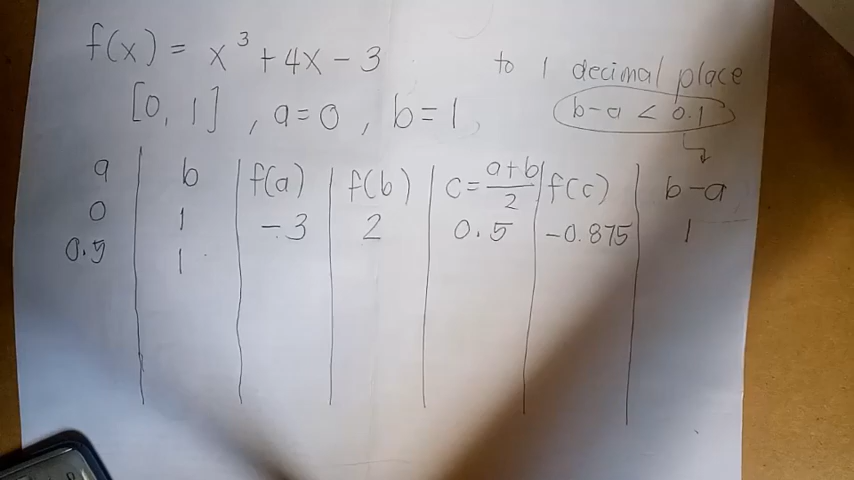 f(x) = x³ + 4x - 3
to 1 decimal place
[0, 1] , a=0 , b=1,
b-a < 0.1
a b f(a) f(b) c = a+b/2 f(c) b-a
0 1 -3 2 0.5 -0.875 1
0.5 1